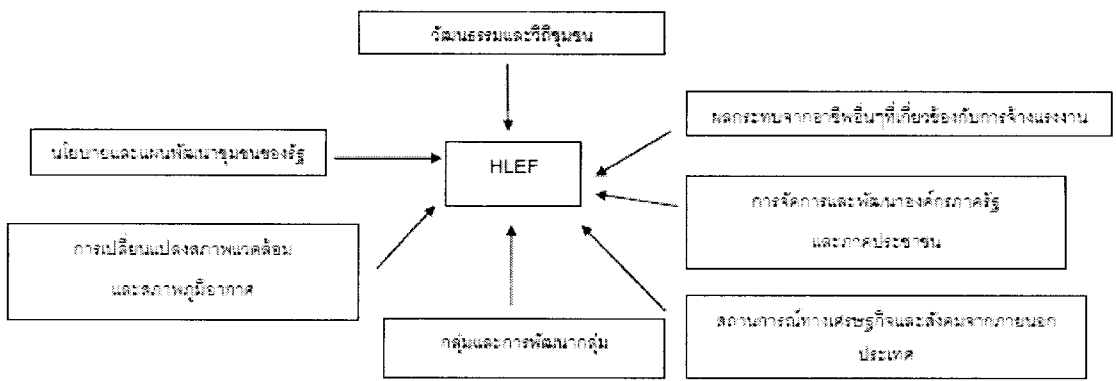 วัฒนธรรมและวิถีชุมชน
ผลกระทบจากอาชีพอื่นๆที่เกี่ยวข้องกับการจ้างแรงงาน
นโยบายและแผนพัฒนาชุมชนของรัฐ
HLEF
การจัดการและพัฒนาองค์กรภาครัฐ
และภาคประชาชน
การเปลี่ยนแปลงสภาพแวดล้อม
และสภาพภูมิอากาศ
สถานการณ์ทางเศรษฐกิจและสังคมจากภายนอก
ประเทศ
กลุ่มและการพัฒนากลุ่ม